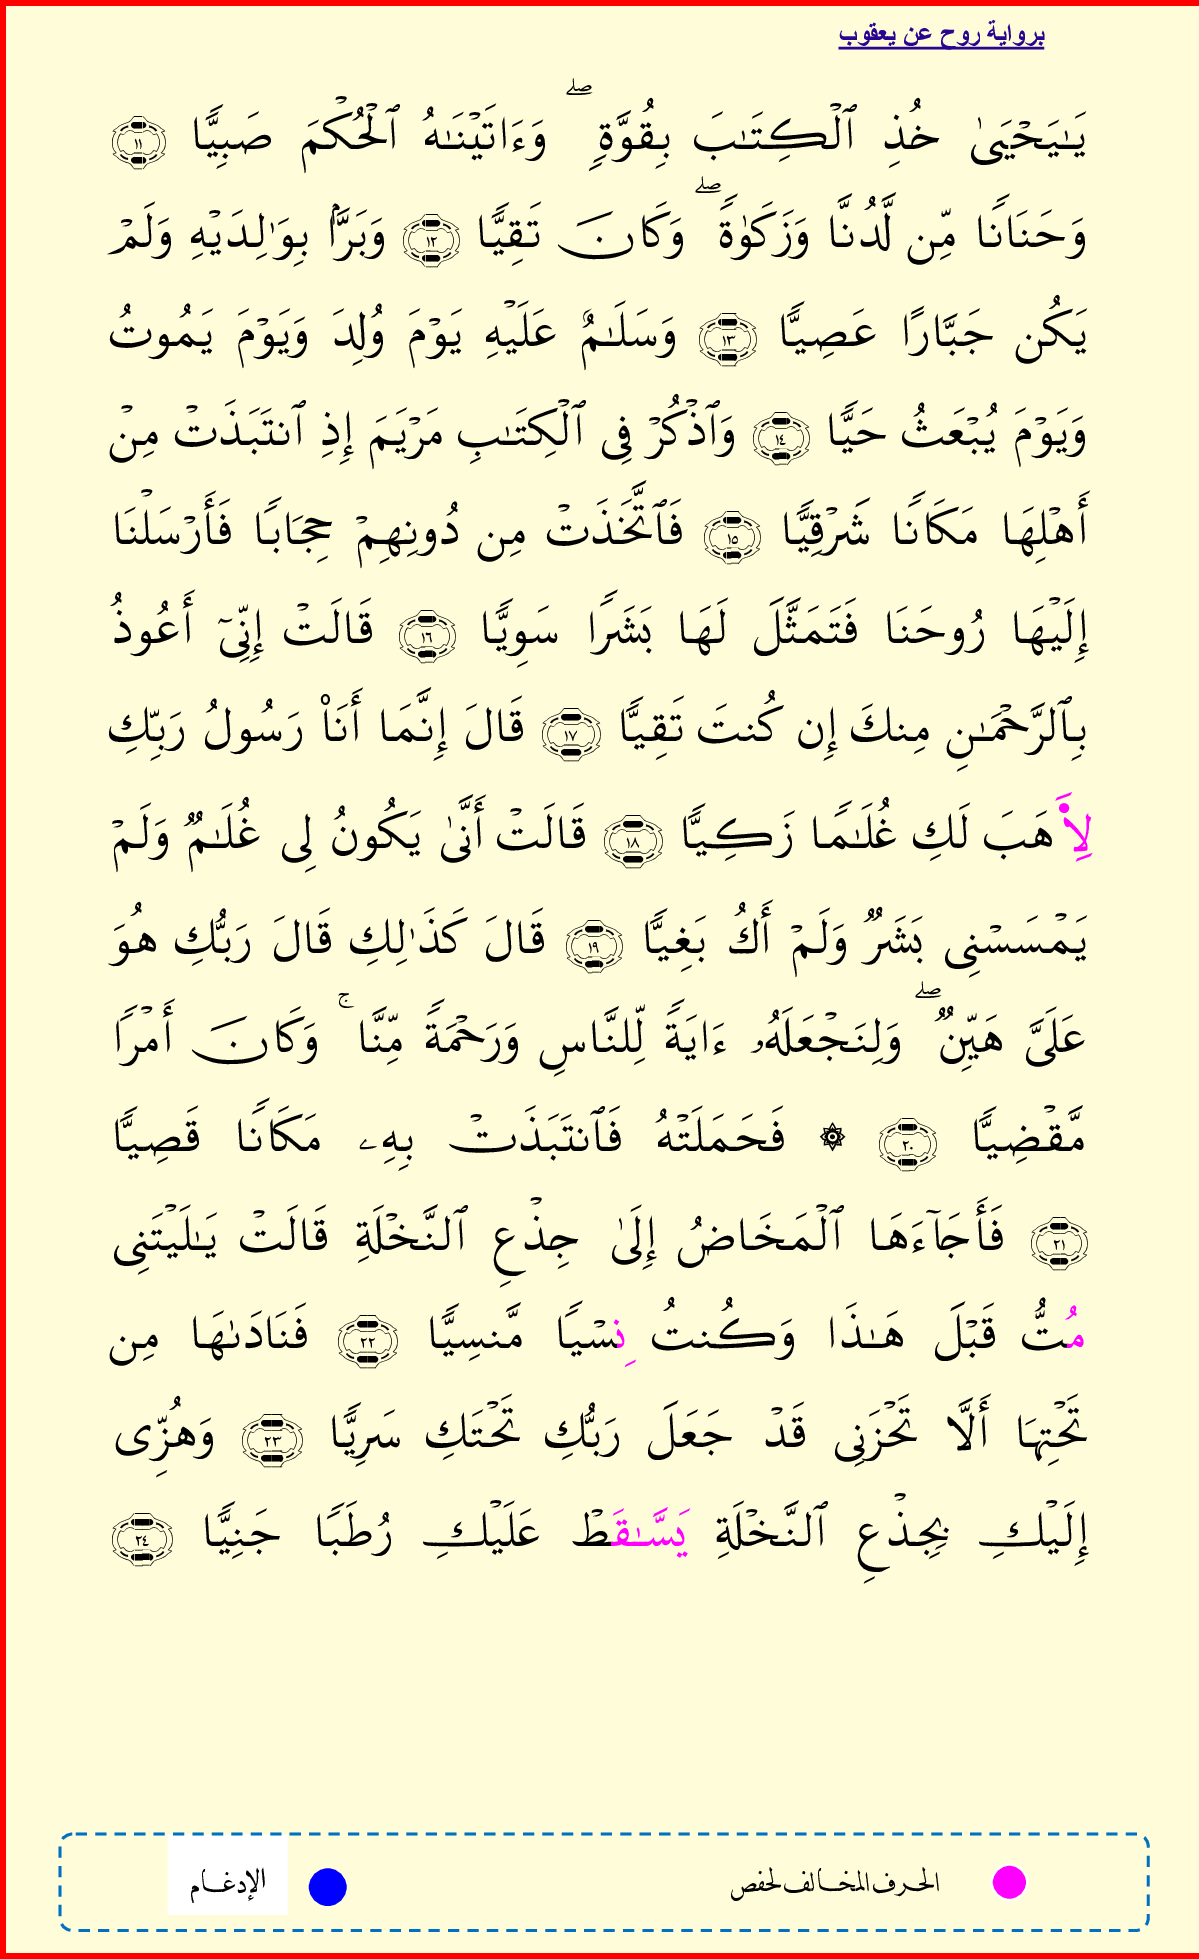 برواية روح عن يعقوب
يَـٰيَحْيَىٰ خُذِ ٱلْكِتَـٰبَ بِقُوَّةٍۖ وَءَاتَيْنَـٰهُ ٱلْحُكْمَ صَبِيًّا ١١
وَحَنَانًا مِّن لَّدُنَّا وَزَكَوٰةًۖ وَكَانَ تَقِيًّا ١٢ وَبَرًّۢا بِوَٰلِدَيْهِ وَلَمْ
يَكُن جَبَّارًا عَصِيًّا ١٣ وَسَلَـٰمٌ عَلَيْهِ يَوْمَ وُلِدَ وَيَوْمَ يَمُوتُ
وَيَوْمَ يُبْعَثُ حَيًّا ١٤ وَٱذْكُرْ فِى ٱلْكِتَـٰبِ مَرْيَمَ إِذِ ٱنتَبَذَتْ مِنْ
أَهْلِهَا مَكَانًا شَرْقِيًّا ١٥ فَٱتَّخَذَتْ مِن دُونِهِمْ حِجَابًا فَأَرْسَلْنَا
إِلَيْهَا رُوحَنَا فَتَمَثَّلَ لَهَا بَشَرًا سَوِيًّا ١٦ قَالَتْ إِنِّىٓ أَعُوذُ
بِٱلرَّحْمَـٰنِ مِنكَ إِن كُنتَ تَقِيًّا ١٧ قَالَ إِنَّمَا أَنَا۠ رَسُولُ رَبِّكِ
لِأَهَبَ لَكِ غُلَـٰمًا زَكِيًّا ١٨ قَالَتْ أَنَّىٰ يَكُونُ لِى غُلَـٰمٌ وَلَمْ
يَمْسَسْنِى بَشَرٌ وَلَمْ أَكُ بَغِيًّا ١٩ قَالَ كَذَٰلِكِ قَالَ رَبُّكِ هُوَ
عَلَىَّ هَيِّنٌۖ وَلِنَجْعَلَهُۥ ءَايَةً لِّلنَّاسِ وَرَحْمَةً مِّنَّاۚ وَكَانَ أَمْرًا
مَّقْضِيًّا ٢٠ ۞ فَحَمَلَتْهُ فَٱنتَبَذَتْ بِهِۦ مَكَانًا قَصِيًّا
٢١ فَأَجَآءَهَا ٱلْمَخَاضُ إِلَىٰ جِذْعِ ٱلنَّخْلَةِ قَالَتْ يَـٰلَيْتَنِى
مُتُّ قَبْلَ هَـٰذَا وَكُنتُ نِسْيًا مَّنسِيًّا ٢٢ فَنَادَىٰهَا مِن
تَحْتِهَا أَلَّا تَحْزَنِى قَدْ جَعَلَ رَبُّكِ تَحْتَكِ سَرِيًّا ٢٣ وَهُزِّى
إِلَيْكِ بِجِذْعِ ٱلنَّخْلَةِ يَسَّـٰقَطْ عَلَيْكِ رُطَبًا جَنِيًّا ٢٤
الحرف المخالف لحفص
الإدغام